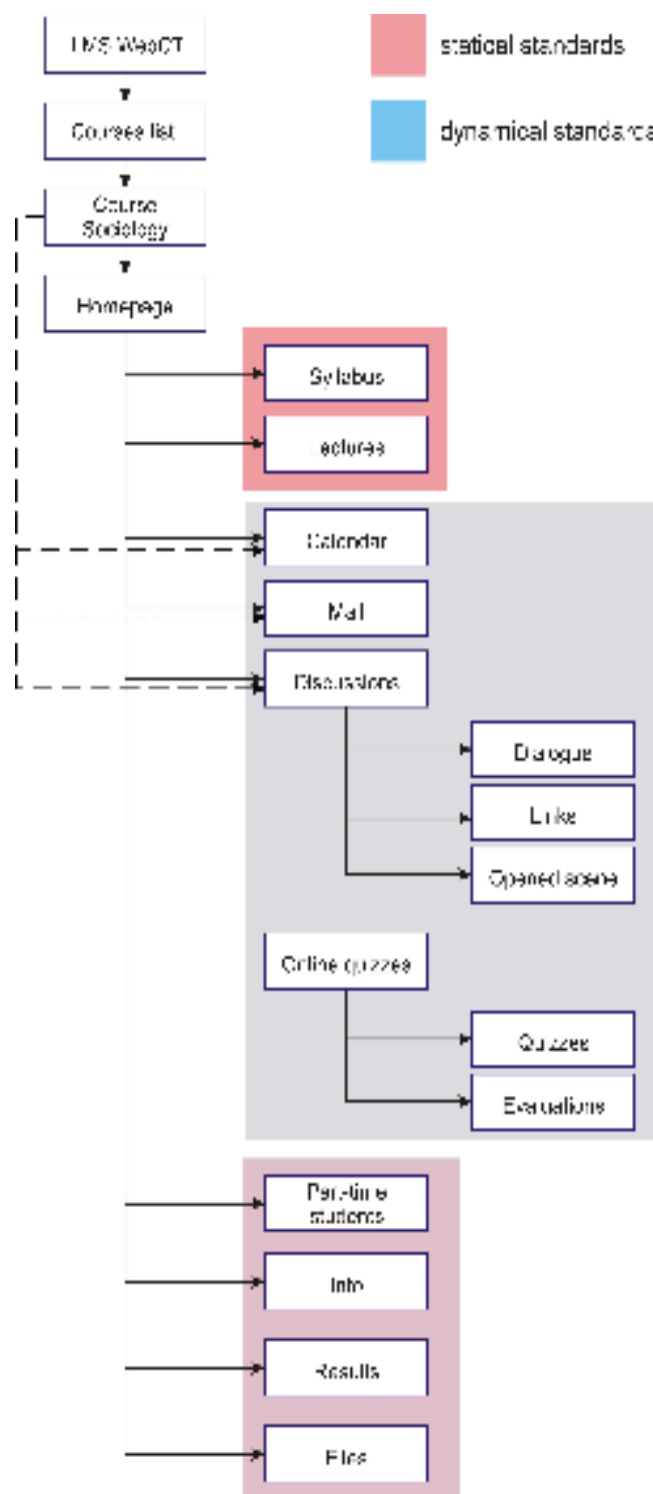 LMS WebCT
statical standards
Courses list
dynamical standards
Course
Sociology
Homepage
Syllabus
Lectures
Calendar
Mail
Discussions
Dialogue
Links
Opened scene
Online quizzes
Quizzes
Evaluations
Part-time
students
Info
Results
Files